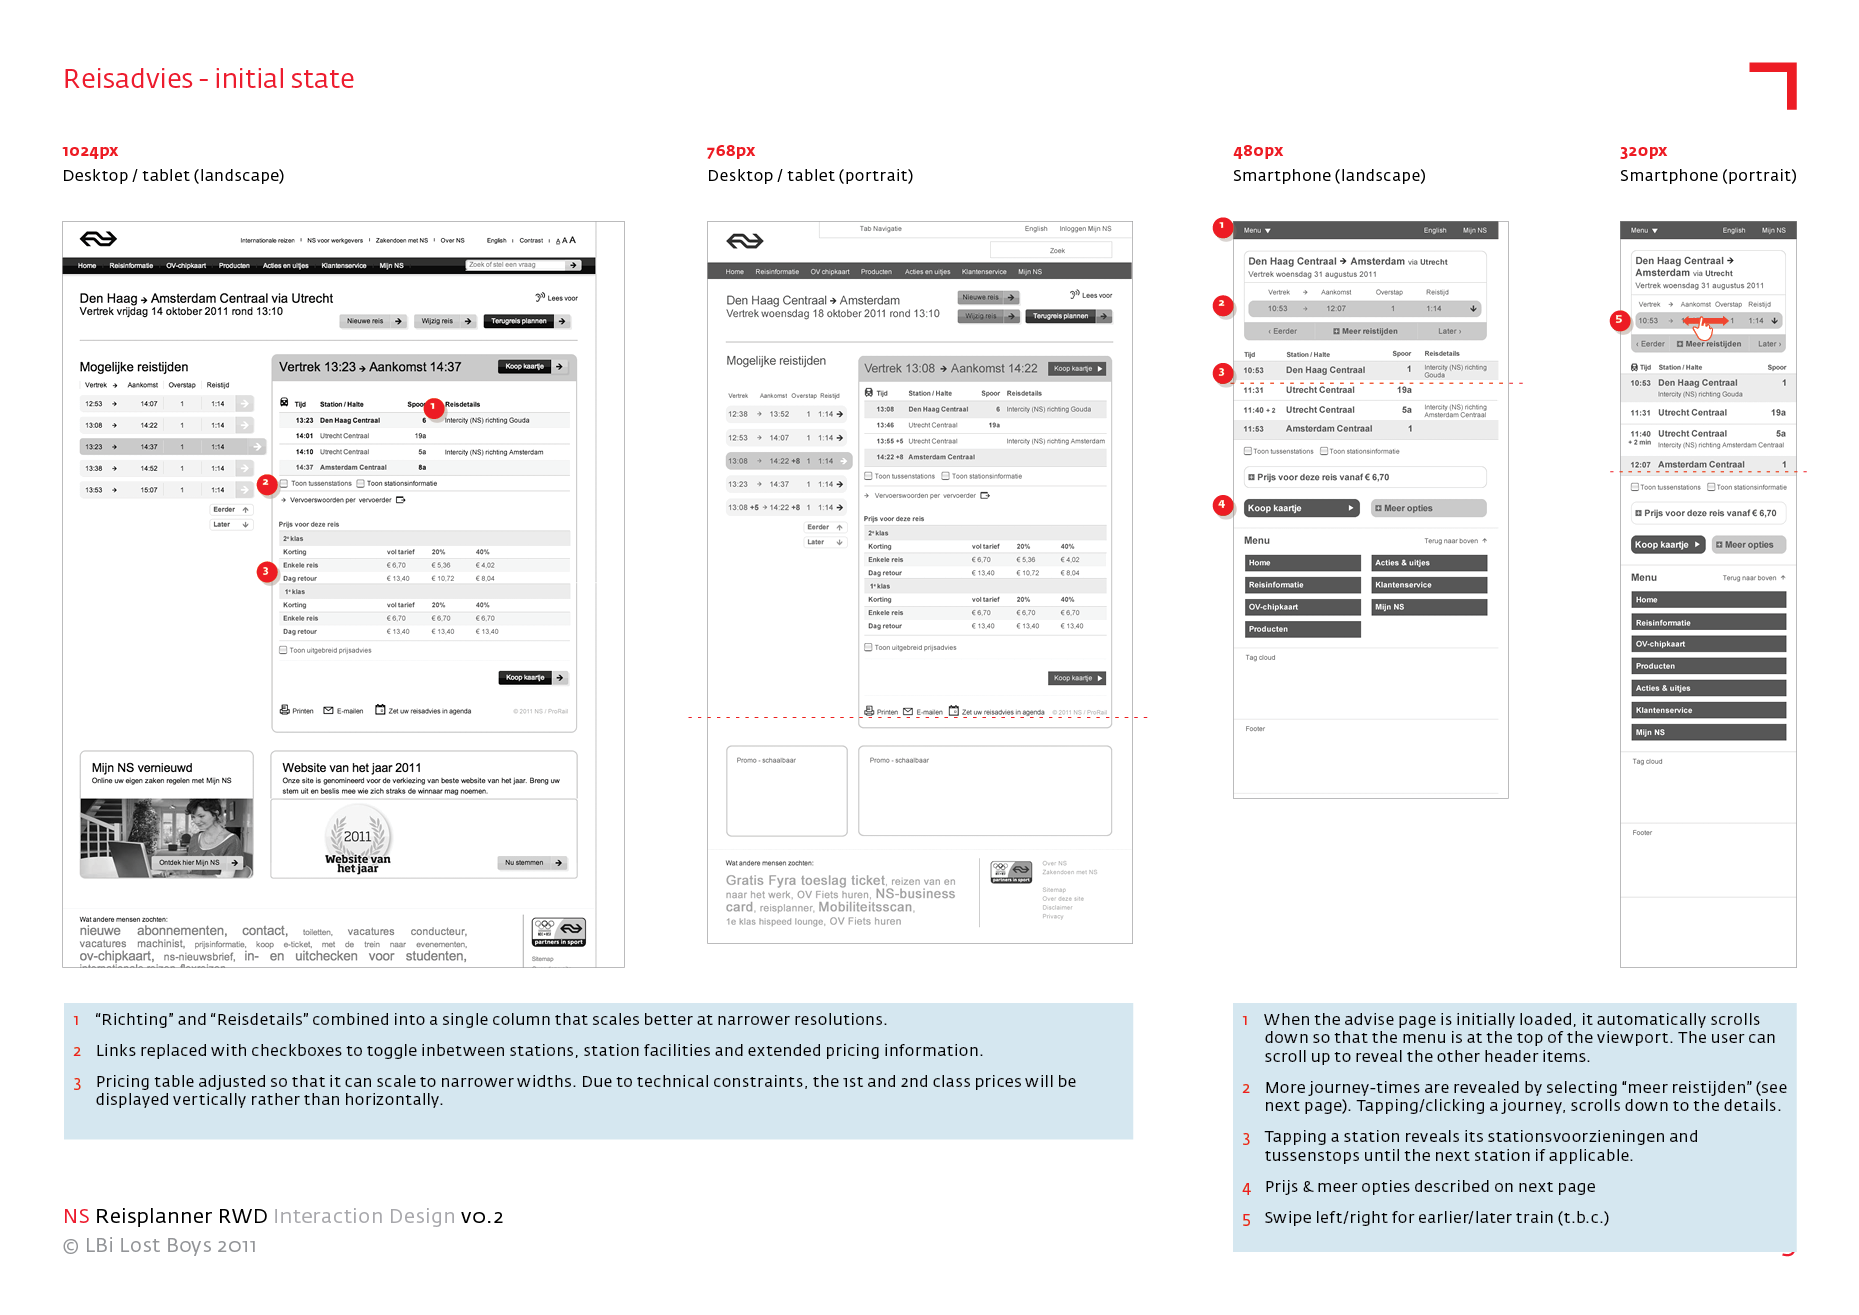 Reisadvies - initial state
1024px
Desktop / tablet (landscape)
768px
Desktop / tablet (portrait)
480px
Smartphone (landscape)
320px
Smartphone (portrait)
Internationale reizen NS voor werkgevers Zakendoen met NS Over NS English Contrast A A A
Home Reisinformatie OV-chipkaart Producten Acties en uitjes Klantenservice Mijn NS Zoek of stel een vraag
Den Haag → Amsterdam Centraal via Utrecht
Vertrek vrijdag 14 oktober 2011 rond 13:10
Lees voor
Nieuwe reis → Wijzig reis → Terugreis plannen →
Mogelijke reistijden
Vertrek → Aankomst Overstap Reistijd
12:53 → 14:07 1 1:14 →
13:08 → 14:22 1 1:14 →
13:23 → 14:37 1 1:14 →
13:38 → 14:52 1 1:14 →
13:53 → 15:07 1 1:14 →
Eerder ↑
Later ↓
Vertrek 13:23 → Aankomst 14:37 Koop kaartje →
Tijd Station / Halte Spoor 1 Reisdetails
13:23 Den Haag Centraal 6 Intercity (NS) richting Gouda
14:01 Utrecht Centraal 19a
14:10 Utrecht Centraal 5a Intercity (NS) richting Amsterdam
14:37 Amsterdam Centraal 8a
2 Toon tussenstations Toon stationsinformatie
→ Vervoerswoorden per vervoerder
Prijs voor deze reis
2e klas
Korting vol tarief 20% 40%
Enkele reis € 6,70 € 5,36 € 4,02
3 Dag retour € 13,40 € 10,72 € 8,04
1e klas
Korting vol tarief 20% 40%
Enkele reis € 6,70 € 6,70 € 6,70
Dag retour € 13,40 € 13,40 € 13,40
Toon uitgebreid prijsadvies
Koop kaartje →
Printen E-mailen Zet uw reisadvies in agenda © 2011 NS / ProRail
Mijn NS vernieuwd
Online uw eigen zaken regelen met Mijn NS
Ontdek hier Mijn NS →
Website van het jaar 2011
Onze site is genomineerd voor de verkiezing van beste website van het jaar. Breng uw
stem uit en beslis mee wie zich straks de winnaar mag noemen.
2011
Website van
het jaar
Nu stemmen →
Wat andere mensen zochten:
nieuwe abonnementen, contact, toiletten, vacatures conducteur,
vacatures machinist, prijsinformatie, koop e-ticket, met de trein naar evenementen,
ov-chipkaart, ns-nieuwsbrief, in- en uitchecken voor studenten,
partners in sport
Sitemap
Tab Navigatie English Inloggen Mijn NS
Zoek
Home Reisinformatie OV chipkaart Producten Acties en uitjes Klantenservice Mijn NS
Den Haag Centraal → Amsterdam
Vertrek woensdag 18 oktober 2011 rond 13:10
Nieuwe reis → Lees voor
Wijzig reis → Terugreis plannen →
Mogelijke reistijden
Vertrek Aankomst Overstap Reistijd
12:38 → 13:52 1 1:14 →
12:53 → 14:07 1 1:14 →
13:08 → 14:22 +8 1 1:14 →
13:23 → 14:37 1 1:14 →
13:08 +5 → 14:22 +8 1 1:14 →
Eerder ↑
Later ↓
Vertrek 13:08 → Aankomst 14:22 Koop kaartje
Tijd Station / Halte Spoor Reisdetails
13:08 Den Haag Centraal 6 Intercity (NS) richting Gouda
13:46 Utrecht Centraal 19a
13:55 +5 Utrecht Centraal Intercity (NS) richting Amsterdam
14:22 +8 Amsterdam Centraal
Toon tussenstations Toon stationsinformatie
→ Vervoerswoorden per vervoerder
Prijs voor deze reis
2e klas
Korting vol tarief 20% 40%
Enkele reis € 6,70 € 5,36 € 4,02
Dag retour € 13,40 € 10,72 € 8,04
1e klas
Korting vol tarief 20% 40%
Enkele reis € 6,70 € 6,70 € 6,70
Dag retour € 13,40 € 13,40 € 13,40
Toon uitgebreid prijsadvies
Koop kaartje
Printen E-mailen Zet uw reisadvies in agenda © 2011 NS / ProRail
Promo - schaalbaar
Promo - schaalbaar
Wat andere mensen zochten:
Gratis Fyra toeslag ticket, reizen van en
naar het werk, OV Fiets huren, NS-business
card, reisplanner, Mobiliteitsscan,
1e klas hispeed lounge, OV Fiets huren
partners in sport
Over NS
Zakendoen met NS
Sitemap
Over deze site
Disclaimer
Privacy
1 Menu ▼ English Mijn NS
Den Haag Centraal → Amsterdam via Utrecht
Vertrek woensdag 31 augustus 2011
Vertrek → Aankomst Overstap Reistijd
2 10:53 → 12:07 1 1:14 ↓
‹ Eerder Meer reistijden Later ›
Tijd Station / Halte Spoor Reisdetails
3 10:53 Den Haag Centraal 1 Intercity (NS) richting
Gouda
11:31 Utrecht Centraal 19a
11:40 + 2 Utrecht Centraal 5a Intercity (NS) richting
Amsterdam Centraal
11:53 Amsterdam Centraal 1
Toon tussenstations Toon stationsinformatie
Prijs voor deze reis vanaf € 6,70
4 Koop kaartje Meer opties
Menu Terug naar boven ↑
Home Acties & uitjes
Reisinformatie Klantenservice
OV-chipkaart Mijn NS
Producten
Tag cloud
Footer
Menu ▼ English Mijn NS
Den Haag Centraal →
Amsterdam via Utrecht
Vertrek woensdag 31 augustus 2011
Vertrek → Aankomst Overstap Reistijd
5 10:53 → 1 1 1:14 ↓
‹ Eerder Meer reistijden Later ›
Tijd Station / Halte Spoor
10:53 Den Haag Centraal 1
Intercity (NS) richting Gouda
11:31 Utrecht Centraal 19a
11:40 Utrecht Centraal 5a
+ 2 min Intercity (NS) richting Amsterdam Centraal
12:07 Amsterdam Centraal 1
Toon tussenstations Toon stationsinformatie
Prijs voor deze reis vanaf € 6,70
Koop kaartje Meer opties
Menu Terug naar boven ↑
Home
Reisinformatie
OV-chipkaart
Producten
Acties & uitjes
Klantenservice
Mijn NS
Tag cloud
Footer
1 “Richting” and “Reisdetails” combined into a single column that scales better at narrower resolutions.
2 Links replaced with checkboxes to toggle inbetween stations, station facilities and extended pricing information.
3 Pricing table adjusted so that it can scale to narrower widths. Due to technical constraints, the 1st and 2nd class prices will be
displayed vertically rather than horizontally.
1 When the advise page is initially loaded, it automatically scrolls
down so that the menu is at the top of the viewport. The user can
scroll up to reveal the other header items.
2 More journey-times are revealed by selecting “meer reistijden” (see
next page). Tapping/clicking a journey, scrolls down to the details.
3 Tapping a station reveals its stationsvoorzieningen and
tussenstops until the next station if applicable.
4 Prijs & meer opties described on next page
5 Swipe left/right for earlier/later train (t.b.c.)
NS Reisplanner RWD Interaction Design v0.2
© LBi Lost Boys 2011